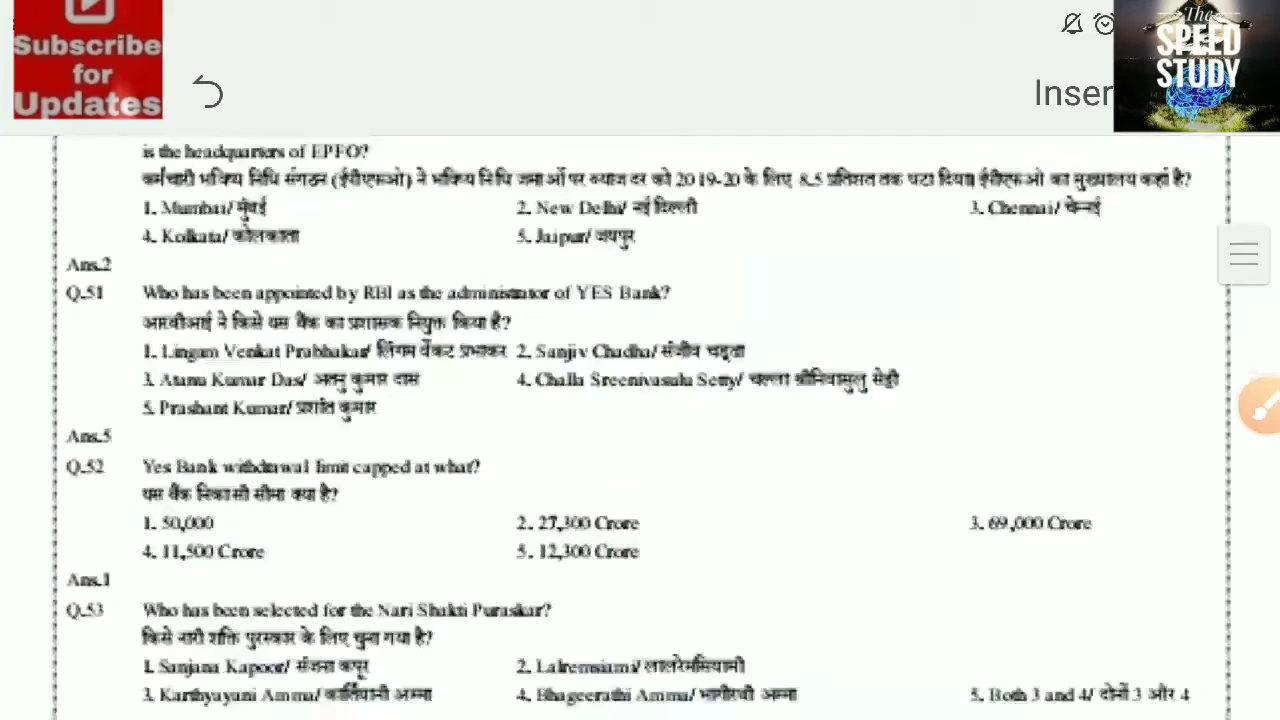 Subscribe
for
Updates
Inser
The
SPEED
STUDY
is the headquarters of EPFO?
कर्मचारी भविष्य निधि संगठन (ईपीएफओ) ने भविष्य निधि जमाओं पर ब्याज दर को 2019-20 के लिए 8.5 प्रतिशत तक घटा दिया। ईपीएफओ का मुख्यालय कहां है?
1. Mumbai/ मुंबई 2. New Delhi/ नई दिल्ली 3. Chennai/ चेन्नई
4. Kolkata/ कोलकाता 5. Jaipur/ जयपुर
Ans.2
Q.51 Who has been appointed by RBI as the administrator of YES Bank?
आरबीआई ने किसे यस बैंक का प्रशासक नियुक्त किया है?
1. Lingam Venkat Prabhakar/ लिंगम वेंकट प्रभाकर 2. Sanjiv Chadha/ संजीव चड्ढा
3. Atanu Kumar Das/ अतनु कुमार दास 4. Challa Sreenivasulu Setty/ चल्ला श्रीनिवासुलु सेट्टी
5. Prashant Kumar/ प्रशांत कुमार
Ans.5
Q.52 Yes Bank withdrawal limit capped at what?
यस बैंक निकासी सीमा क्या है?
1. 50,000 2. 27,300 Crore 3. 69,000 Crore
4. 11,500 Crore 5. 12,300 Crore
Ans.1
Q.53 Who has been selected for the Nari Shakti Puraskar?
किसे नारी शक्ति पुरस्कार के लिए चुना गया है?
1. Sanjana Kapoor/ संजना कपूर 2. Lalremsiami/ लालरेमसियामी
3. Karthyayani Amma/ कार्तियानी अम्मा 4. Bhageerathi Amma/ भागीरथी अम्मा 5. Both 3 and 4/ दोनों 3 और 4